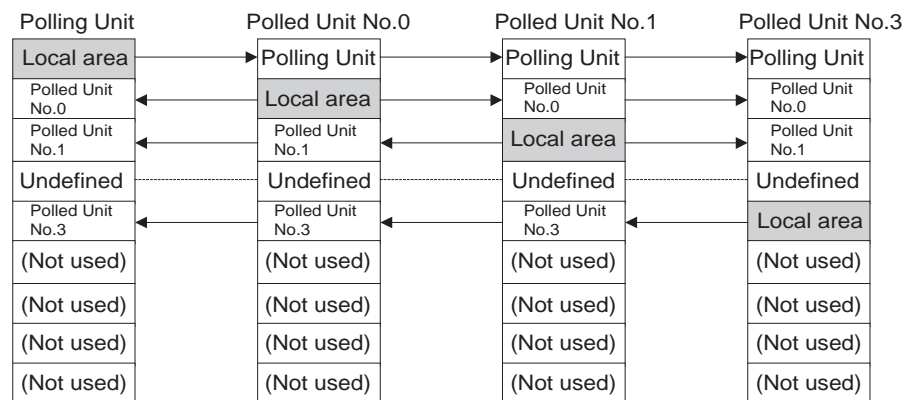 Polling Unit Polled Unit No.0 Polled Unit No.1 Polled Unit No.3
Local area Polling Unit Polling Unit Polling Unit
Polled Unit
No.0
Local area
Polled Unit
No.0
Polled Unit
No.0
Polled Unit
No.1
Polled Unit
No.1
Local area
Polled Unit
No.1
Undefined Undefined Undefined Undefined
Polled Unit
No.3
Polled Unit
No.3
Polled Unit
No.3
Local area
(Not used) (Not used) (Not used) (Not used)
(Not used) (Not used) (Not used) (Not used)
(Not used) (Not used) (Not used) (Not used)
(Not used) (Not used) (Not used) (Not used)